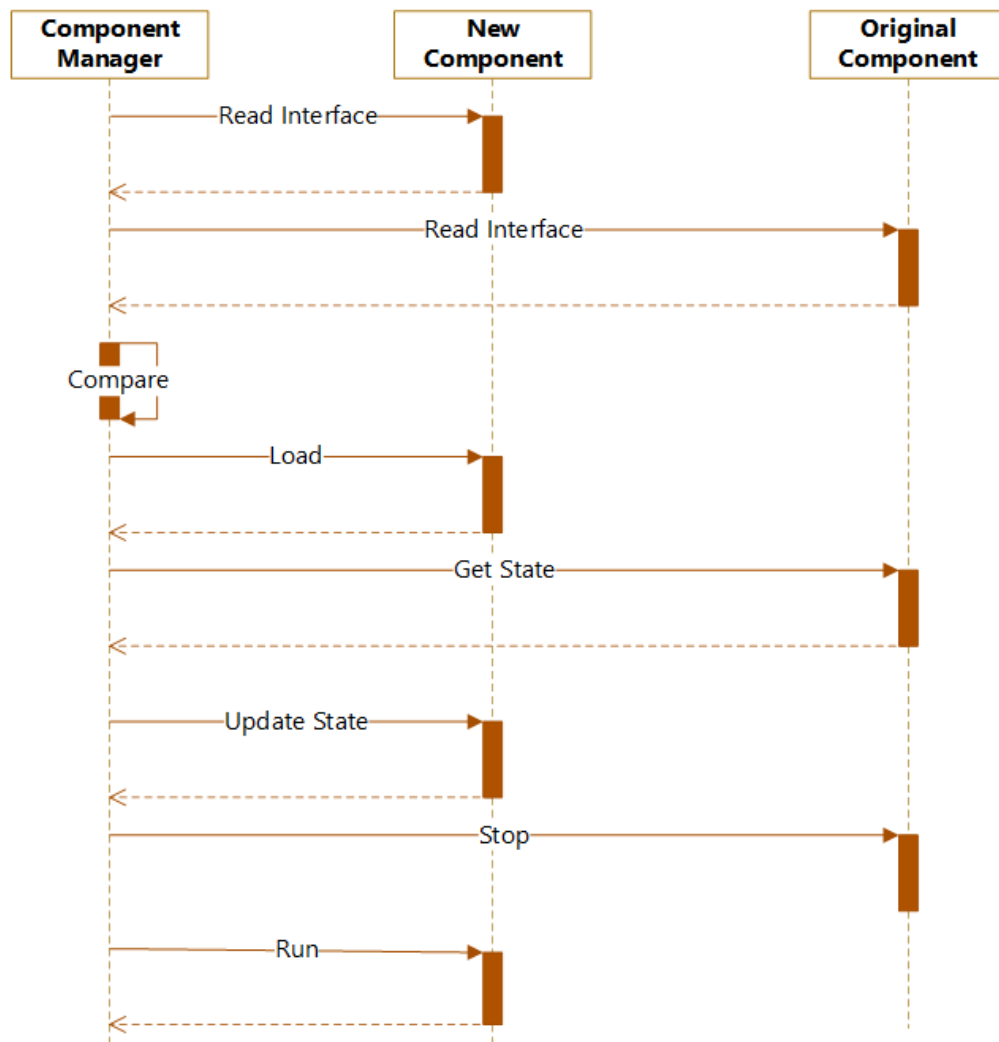 Component
Manager
New
Component
Original
Component
Read Interface
Read Interface
Compare
Load
Get State
Update State
Stop
Run